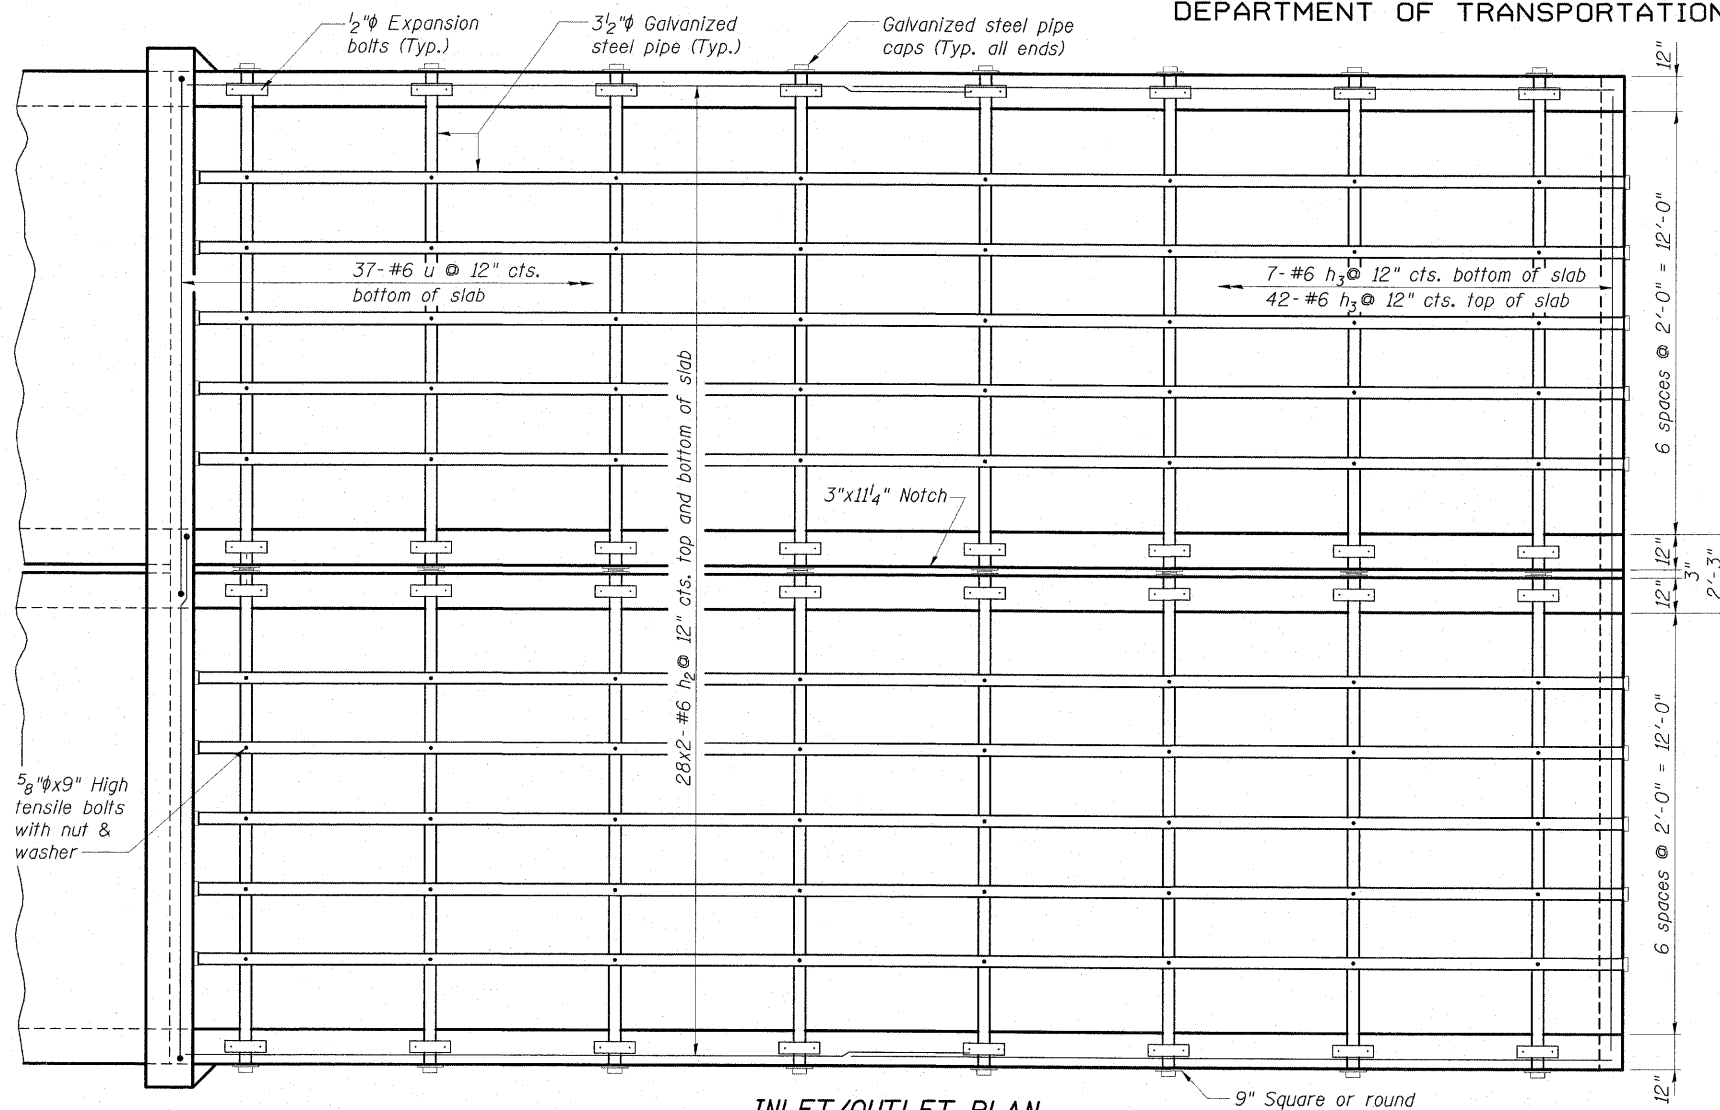 DEPARTMENT OF TRANSPORTATION
1/2"φ Expansion
bolts (Typ.)
3 1/2"φ Galvanized
steel pipe (Typ.)
Galvanized steel pipe
caps (Typ. all ends)
12"
37-#6 u @ 12" cts.
bottom of slab
7-#6 h3 @ 12" cts. bottom of slab
42-#6 h3 @ 12" cts. top of slab
6 spaces @ 2'-0" = 12'-0"
28x2-#6 h2 @ 12" cts. top and bottom of slab
3"x11 1/4" Notch
12"
3"
12"
2'-3"
5/8"φx9" High
tensile bolts
with nut &
washer
6 spaces @ 2'-0" = 12'-0"
12"
9" Square or round
INLET/OUTLET PLAN